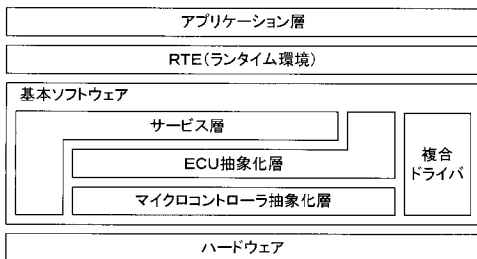 アプリケーション層
RTE(ランタイム環境)
基本ソフトウェア
サービス層
ECU抽象化層
複合
ドライバ
マイクロコントローラ抽象化層
ハードウェア